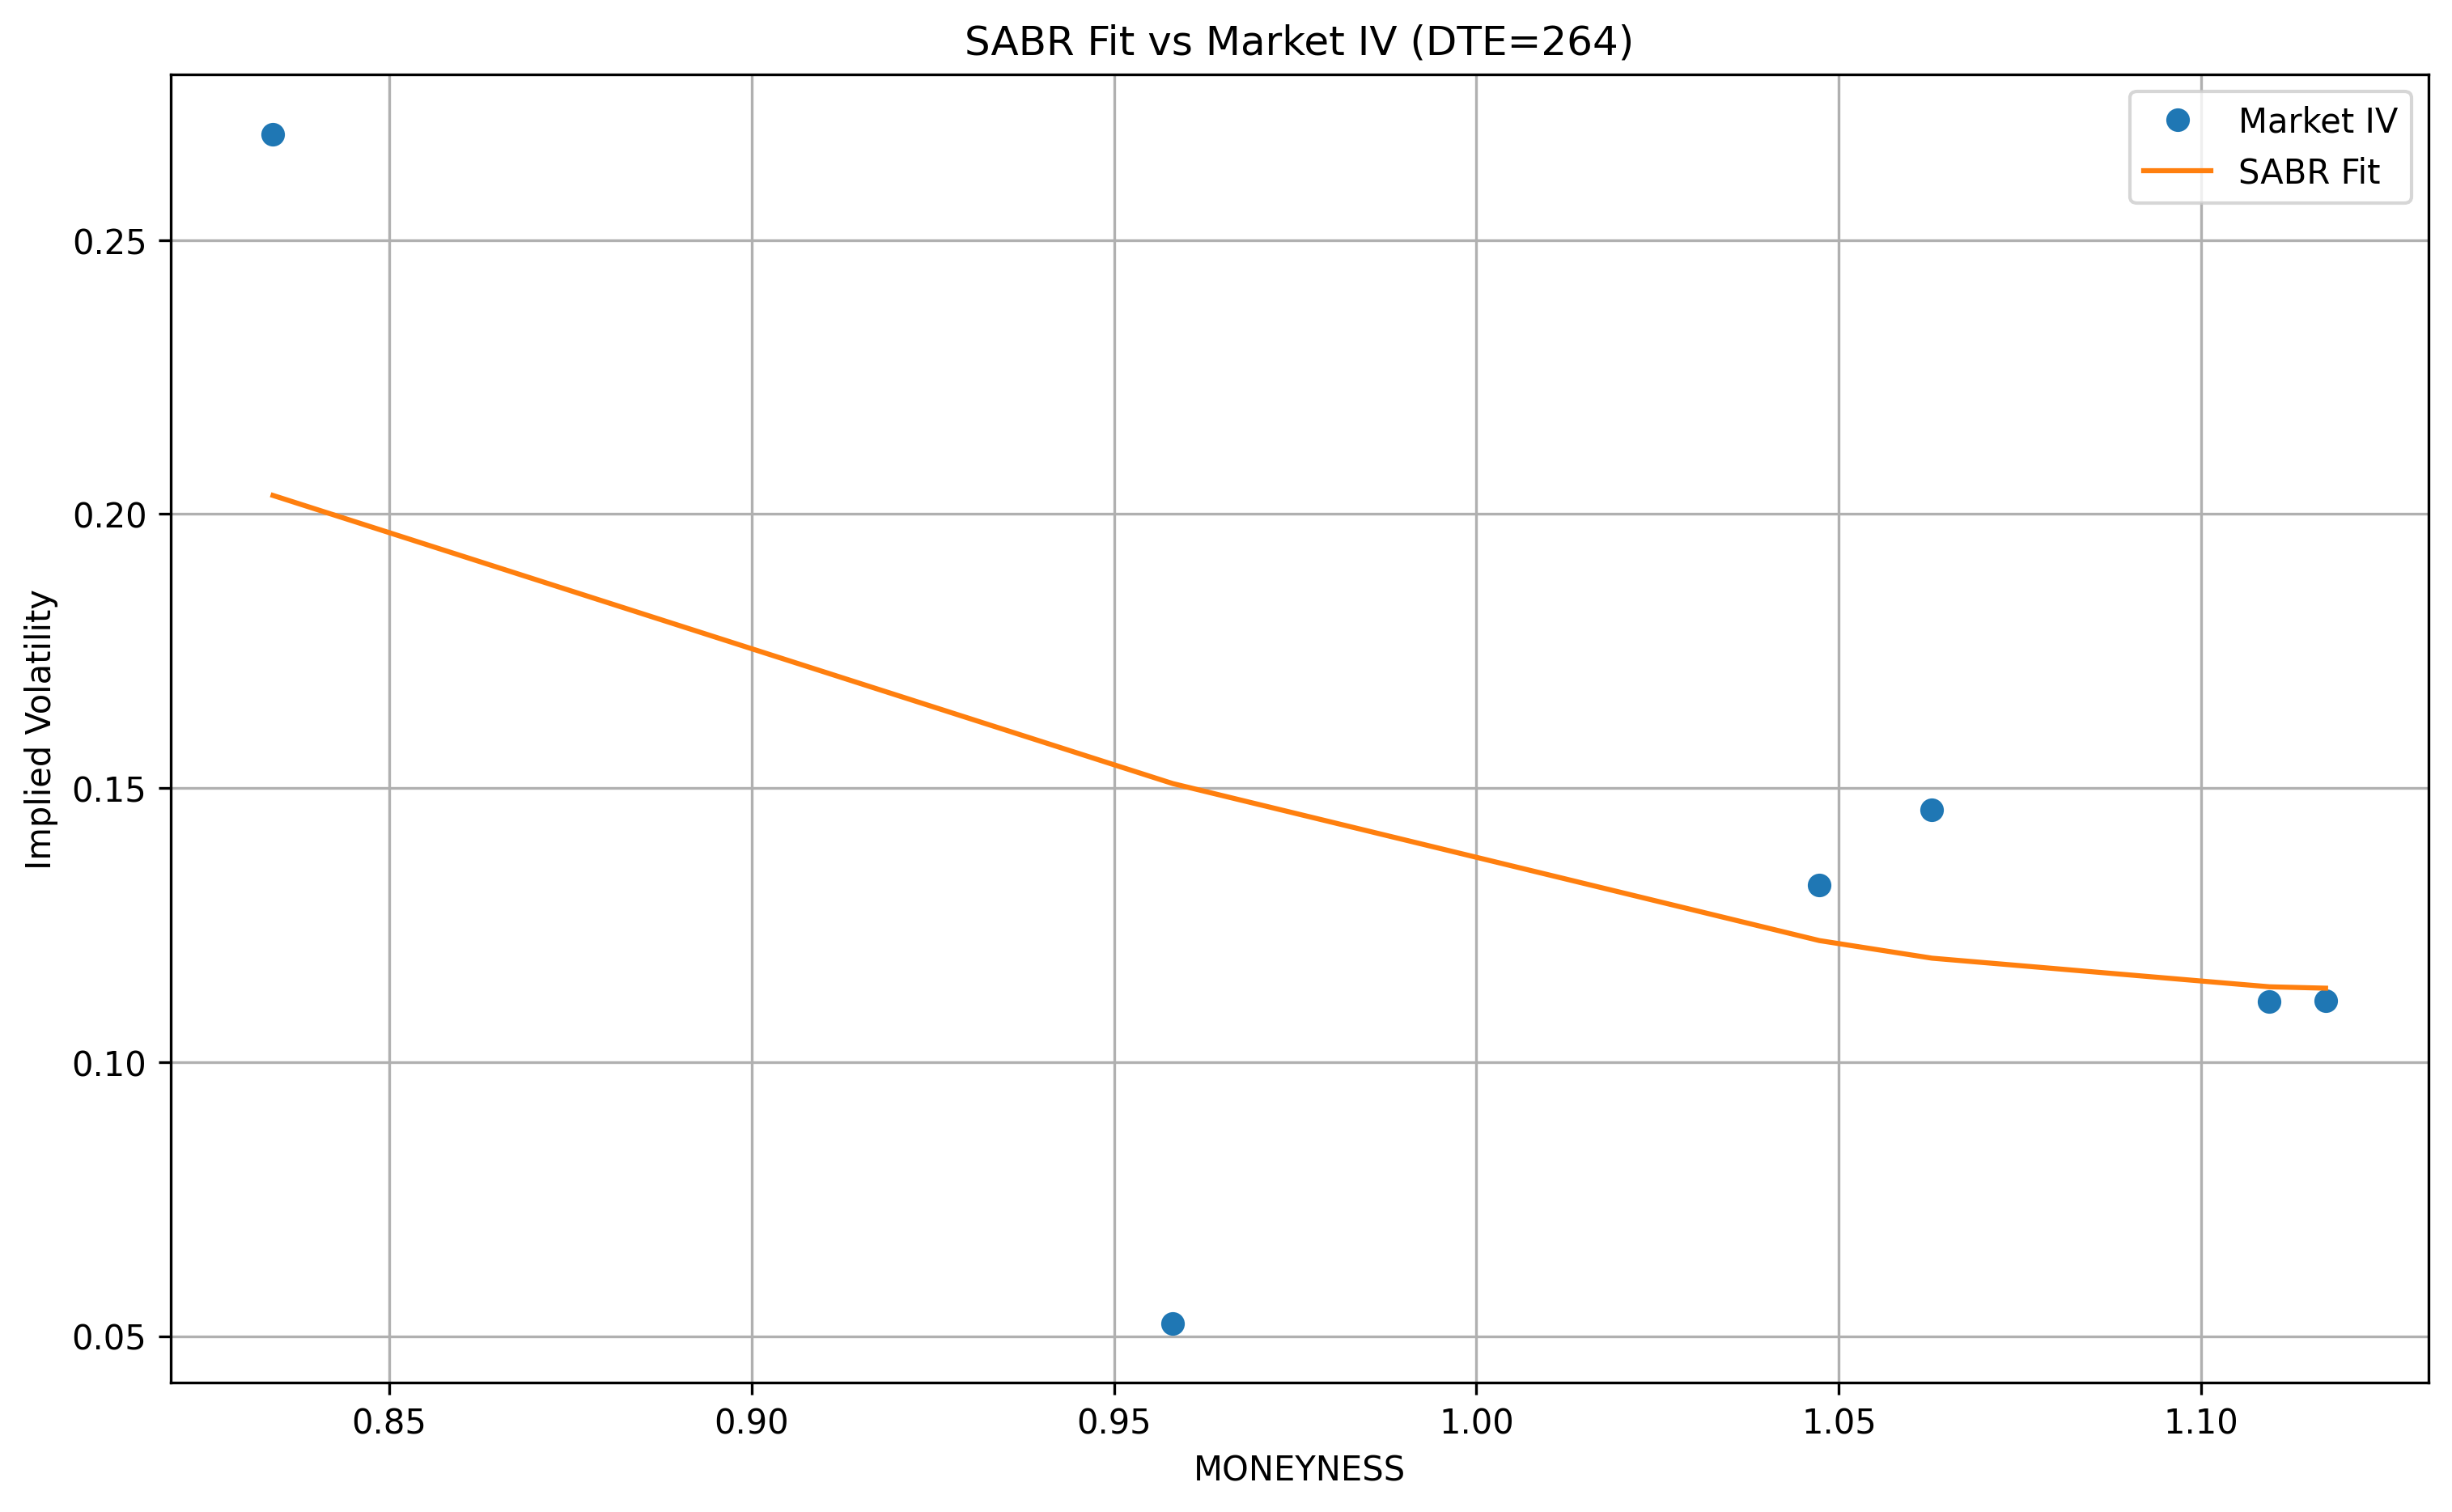 SABR Fit vs Market IV (DTE=264)
Market IV
SABR Fit
Implied Volatility
0.25
0.20
0.15
0.10
0.05
0.85 0.90 0.95 1.00 1.05 1.10
MONEYNESS